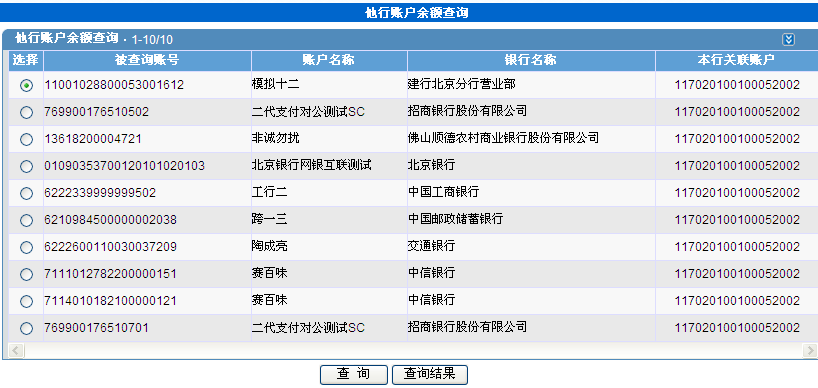 他行账户余额查询
他行账户余额查询 · 1-10/10
选择 被查询账号 账户名称 银行名称 本行关联账户
11001028800053001612 模拟十二 建行北京分行营业部 117020100100052002
769900176510502 二代支付对公测试SC 招商银行股份有限公司 117020100100052002
13618200004721 非诚勿扰 佛山顺德农村商业银行股份有限公司 117020100100052002
01090353700120101020103 北京银行网银互联测试 北京银行 117020100100052002
6222339999999502 工行二 中国工商银行 117020100100052002
6210984500000002038 跨一三 中国邮政储蓄银行 117020100100052002
6222600110030037209 陶成亮 交通银行 117020100100052002
7111012782200000151 赛百味 中信银行 117020100100052002
7114010182100000121 赛百味 中信银行 117020100100052002
769900176510701 二代支付对公测试SC 招商银行股份有限公司 117020100100052002
查 询 查询结果